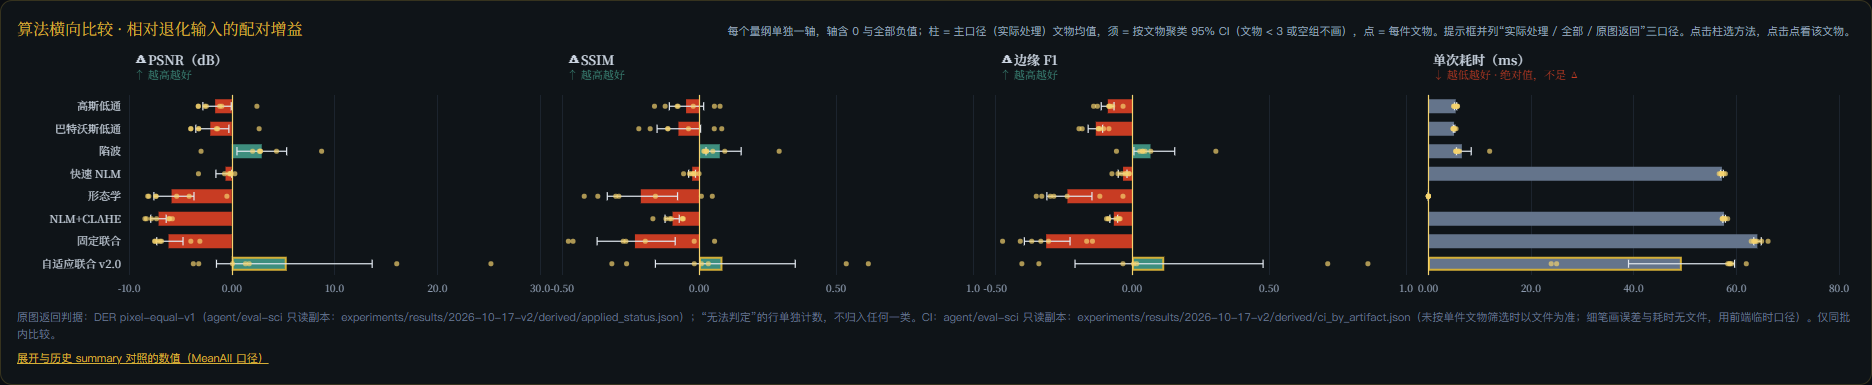 算法横向比较 · 相对退化输入的配对增益
每个量纲单独一轴，轴含 0 与全部负值；柱 = 主口径（实际处理）文物均值，须 = 按文物聚类 95% CI（文物 < 3 或空组不画），点 = 每件文物。提示框并列“实际处理 / 全部 / 原图返回”三口径。点击柱选方法，点击点看该文物。
Δ PSNR（dB）
↑ 越高越好
Δ SSIM
↑ 越高越好
Δ 边缘 F1
↑ 越高越好
单次耗时（ms）
↓ 越低越好 · 绝对值，不是 Δ
高斯低通
巴特沃斯低通
陷波
快速 NLM
形态学
NLM+CLAHE
固定联合
自适应联合 v2.0
-10.0 0.00 10.0 20.0 30.0
-0.50 0.00 0.50 1.0
-0.50 0.00 0.50 1.0
0.00 20.0 40.0 60.0 80.0
原图返回判据：DER pixel-equal-v1（agent/eval-sci 只读副本：experiments/results/2026-10-17-v2/derived/applied_status.json）；“无法判定”的行单独计数，不归入任何一类。CI：agent/eval-sci 只读副本：experiments/results/2026-10-17-v2/derived/ci_by_artifact.json（未按单件文物筛选时以文件为准；细笔画误差与耗时无文件，用前端临时口径）。仅同批
内比较。
展开与历史 summary 对照的数值（MeanAll 口径）